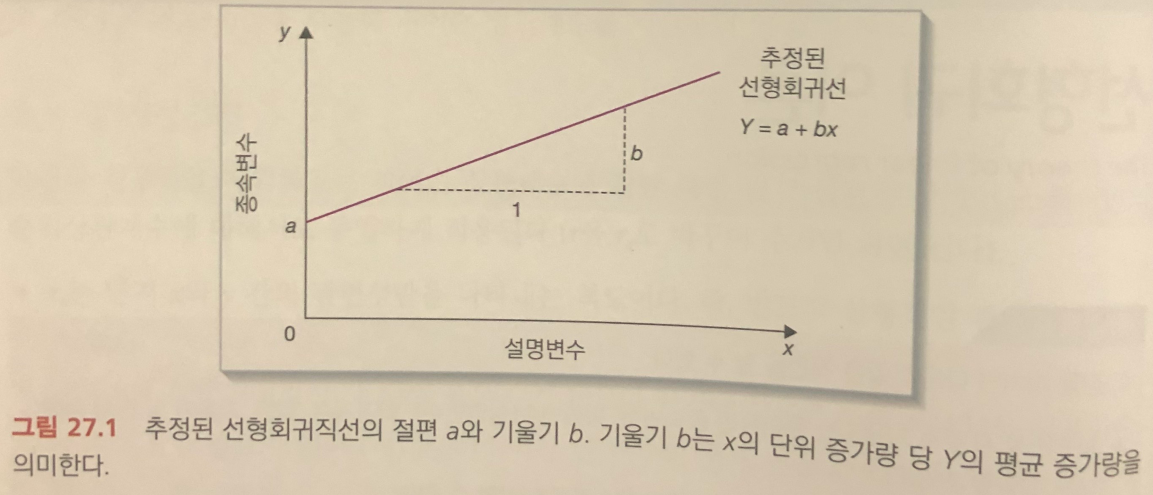 y
추정된
선형회귀선
Y = a + bx
종속변수
b
1
a
0
설명변수
x
그림 27.1 추정된 선형회귀직선의 절편 a와 기울기 b. 기울기 b는 x의 단위 증가량 당 Y의 평균 증가량을
의미한다.